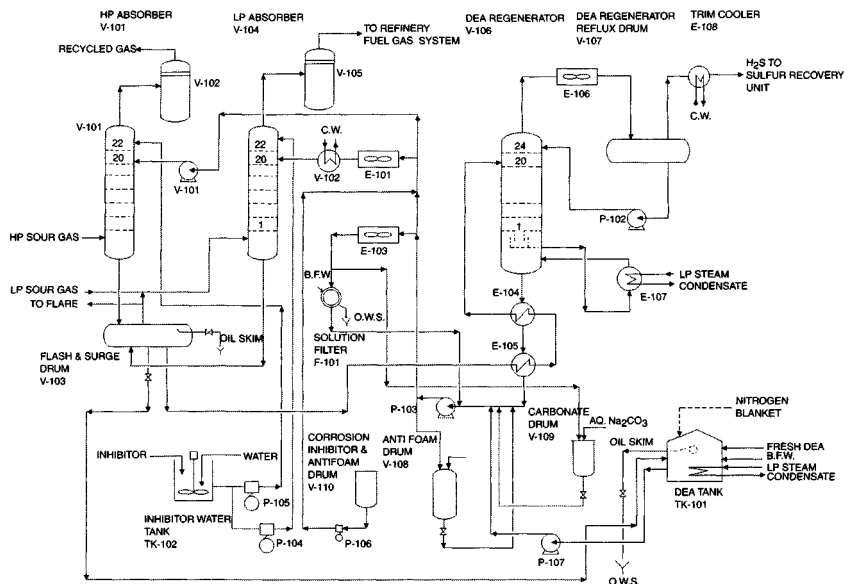 HP ABSORBER
V-101
LP ABSORBER
V-104
DEA REGENERATOR
V-106
DEA REGENERATOR
REFLUX DRUM
V-107
TRIM COOLER
E-108
RECYCLED GAS
V-102
TO REFINERY
FUEL GAS SYSTEM
V-105
E-106
H2S TO
SULFUR RECOVERY
UNIT
C.W.
V-101
22
20
V-101
22
20
1
C.W.
V-102
E-101
24
20
1
P-102
HP SOUR GAS
E-103
LP SOUR GAS
TO FLARE
B.F.W.
O.W.S.
SOLUTION
FILTER
F-101
E-104
E-107
LP STEAM
CONDENSATE
OIL SKIM
FLASH & SURGE
DRUM
V-103
E-105
P-103
CARBONATE
DRUM
V-109
AQ. Na2CO3
NITROGEN
BLANKET
OIL SKIM
FRESH DEA
B.F.W.
LP STEAM
CONDENSATE
DEA TANK
TK-101
INHIBITOR
WATER
CORROSION
INHIBITOR &
ANTIFOAM
DRUM
V-110
ANTI FOAM
DRUM
V-108
P-105
INHIBITOR WATER
TANK
TK-102
P-104
P-106
P-107
O.W.S.